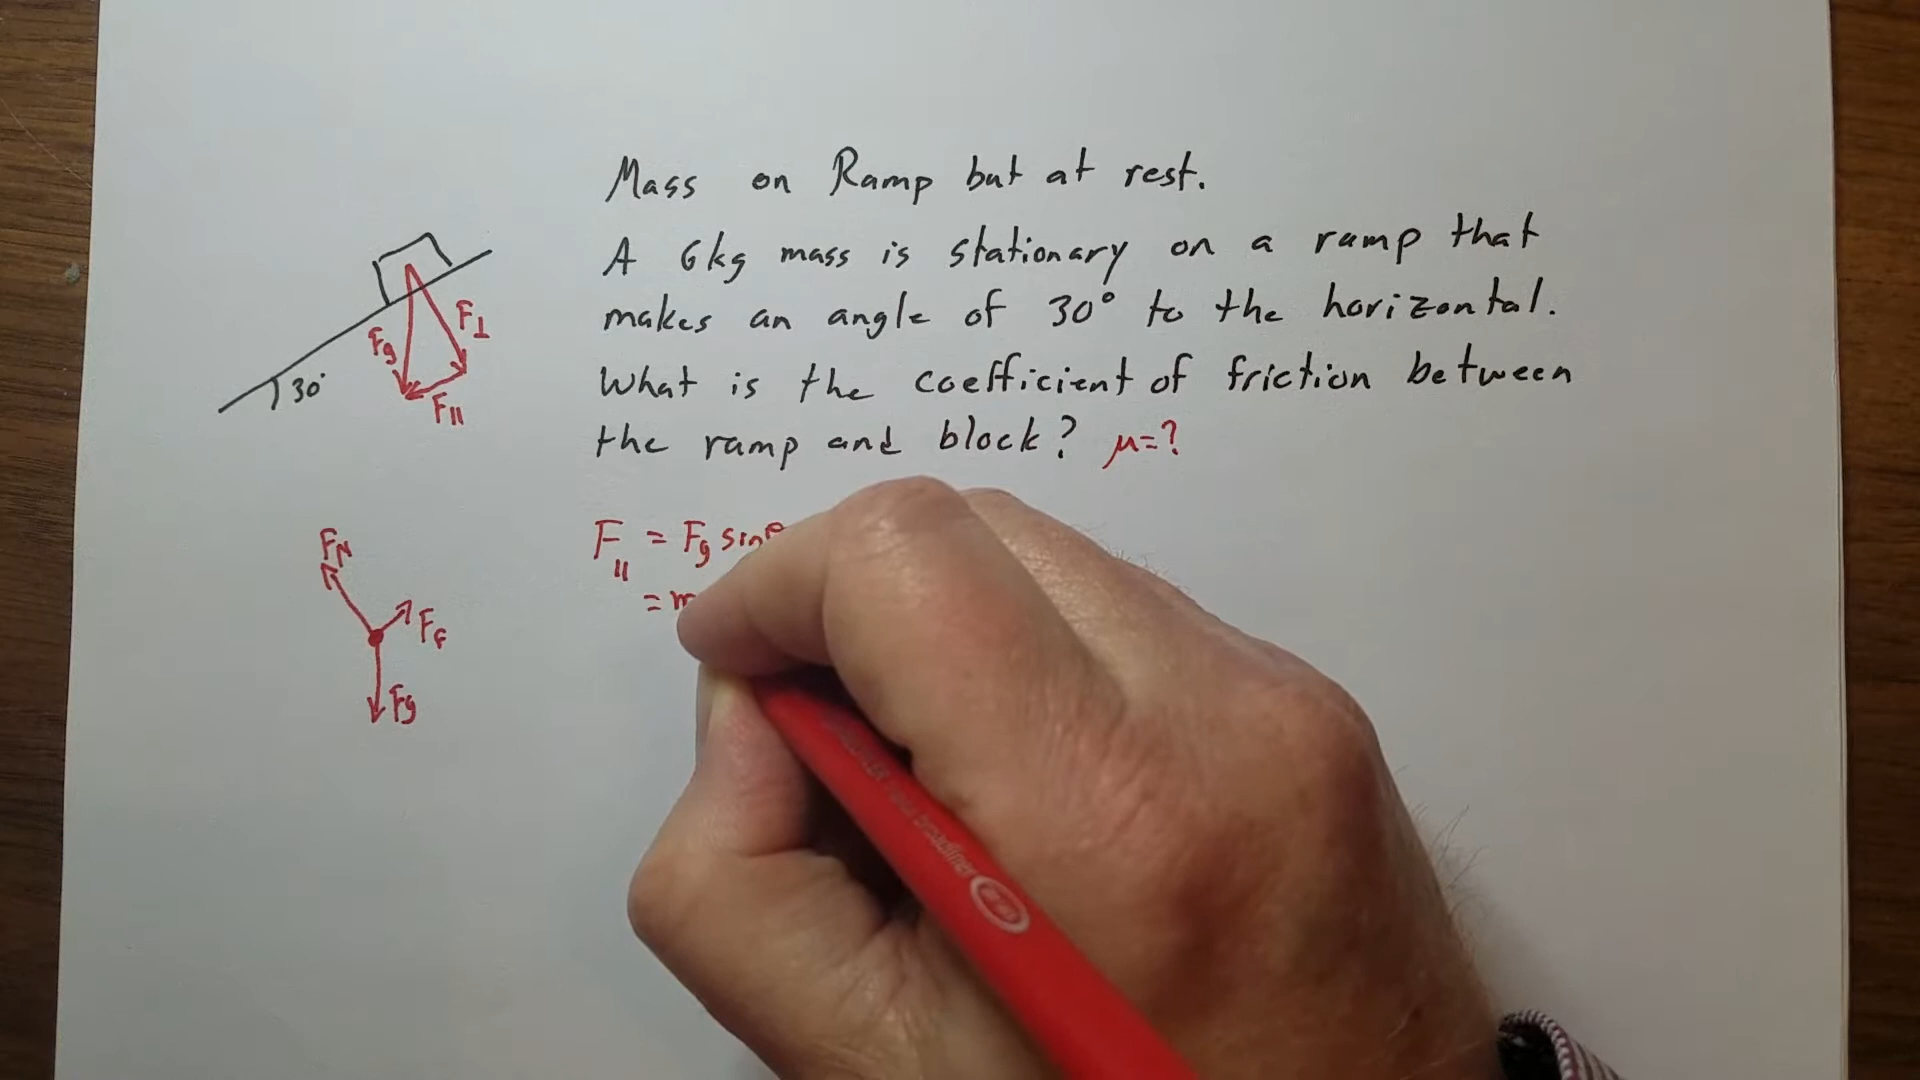 Mass on Ramp but at rest.
A 6kg mass is stationary on a ramp that
makes an angle of 30° to the horizontal.
What is the coefficient of friction between
the ramp and block? μ=?
F⊥
Fg
F||
30°
FN
Ff
Fg
F|| = Fg sinθ
= m